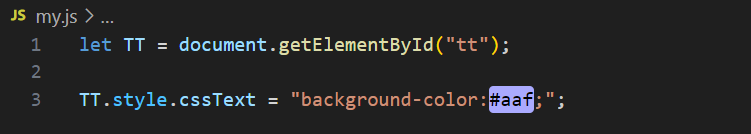 JS my.js > ...
1 let TT = document.getElementById("tt");
2
3 TT.style.cssText = "background-color:#aaf;";